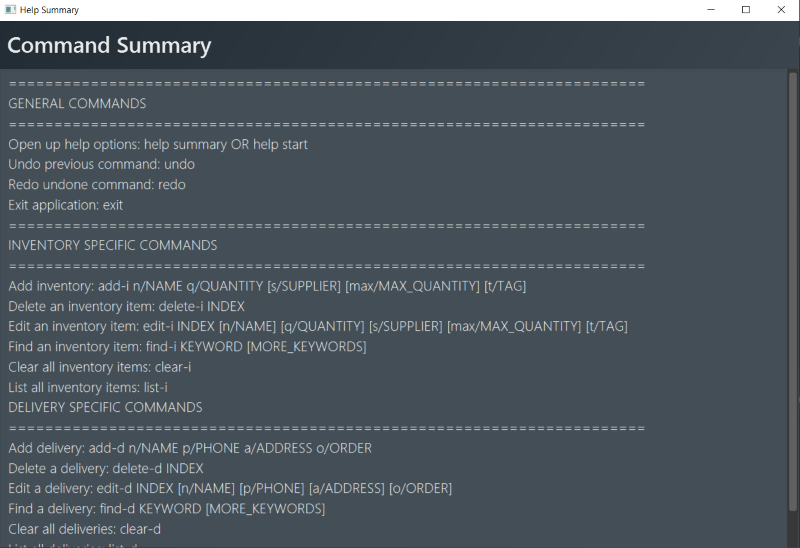 Help Summary
Command Summary
=====================================================================
GENERAL COMMANDS
=====================================================================
Open up help options: help summary OR help start
Undo previous command: undo
Redo undone command: redo
Exit application: exit
=====================================================================
INVENTORY SPECIFIC COMMANDS
=====================================================================
Add inventory: add-i n/NAME q/QUANTITY [s/SUPPLIER] [max/MAX_QUANTITY] [t/TAG]
Delete an inventory item: delete-i INDEX
Edit an inventory item: edit-i INDEX [n/NAME] [q/QUANTITY] [s/SUPPLIER] [max/MAX_QUANTITY] [t/TAG]
Find an inventory item: find-i KEYWORD [MORE_KEYWORDS]
Clear all inventory items: clear-i
List all inventory items: list-i
DELIVERY SPECIFIC COMMANDS
=====================================================================
Add delivery: add-d n/NAME p/PHONE a/ADDRESS o/ORDER
Delete a delivery: delete-d INDEX
Edit a delivery: edit-d INDEX [n/NAME] [p/PHONE] [a/ADDRESS] [o/ORDER]
Find a delivery: find-d KEYWORD [MORE_KEYWORDS]
Clear all deliveries: clear-d
List all deliveries: list-d